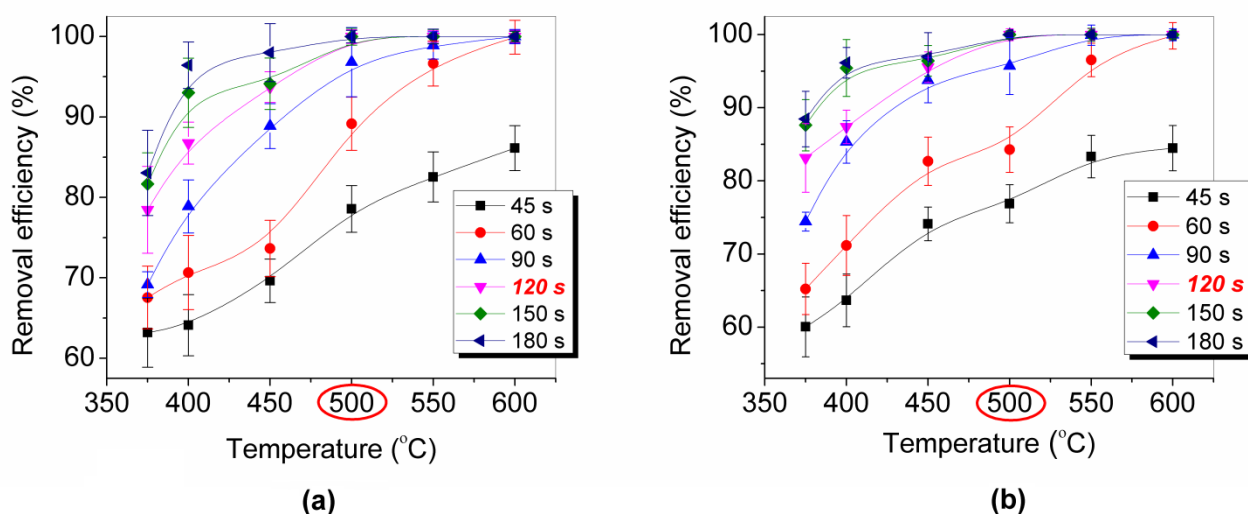 100
90
80
70
60
Removal efficiency (%)
45 s
60 s
90 s
120 s
150 s
180 s
350 400 450 500 550 600
Temperature (°C)
(a)
100
90
80
70
60
Removal efficiency (%)
45 s
60 s
90 s
120 s
150 s
180 s
350 400 450 500 550 600
Temperature (°C)
(b)